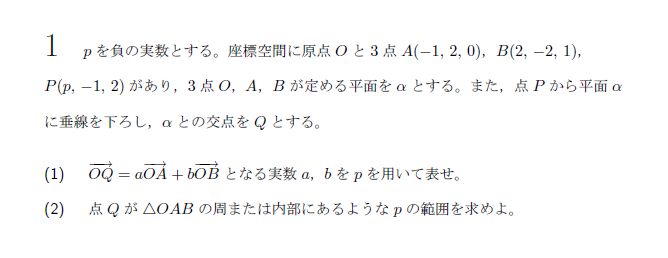 1 pを負の実数とする。座標空間に原点 O と 3 点 A(−1, 2, 0), B(2, −2, 1),
P(p, −1, 2) があり, 3 点 O, A, B が定める平面を α とする。また, 点 P から平面 α
に垂線を下ろし, α との交点を Q とする。
(1) $\overrightarrow{OQ} = a\overrightarrow{OA} + b\overrightarrow{OB}$ となる実数 a, b を p を用いて表せ。
(2) 点 Q が △OAB の周または内部にあるような p の範囲を求めよ。